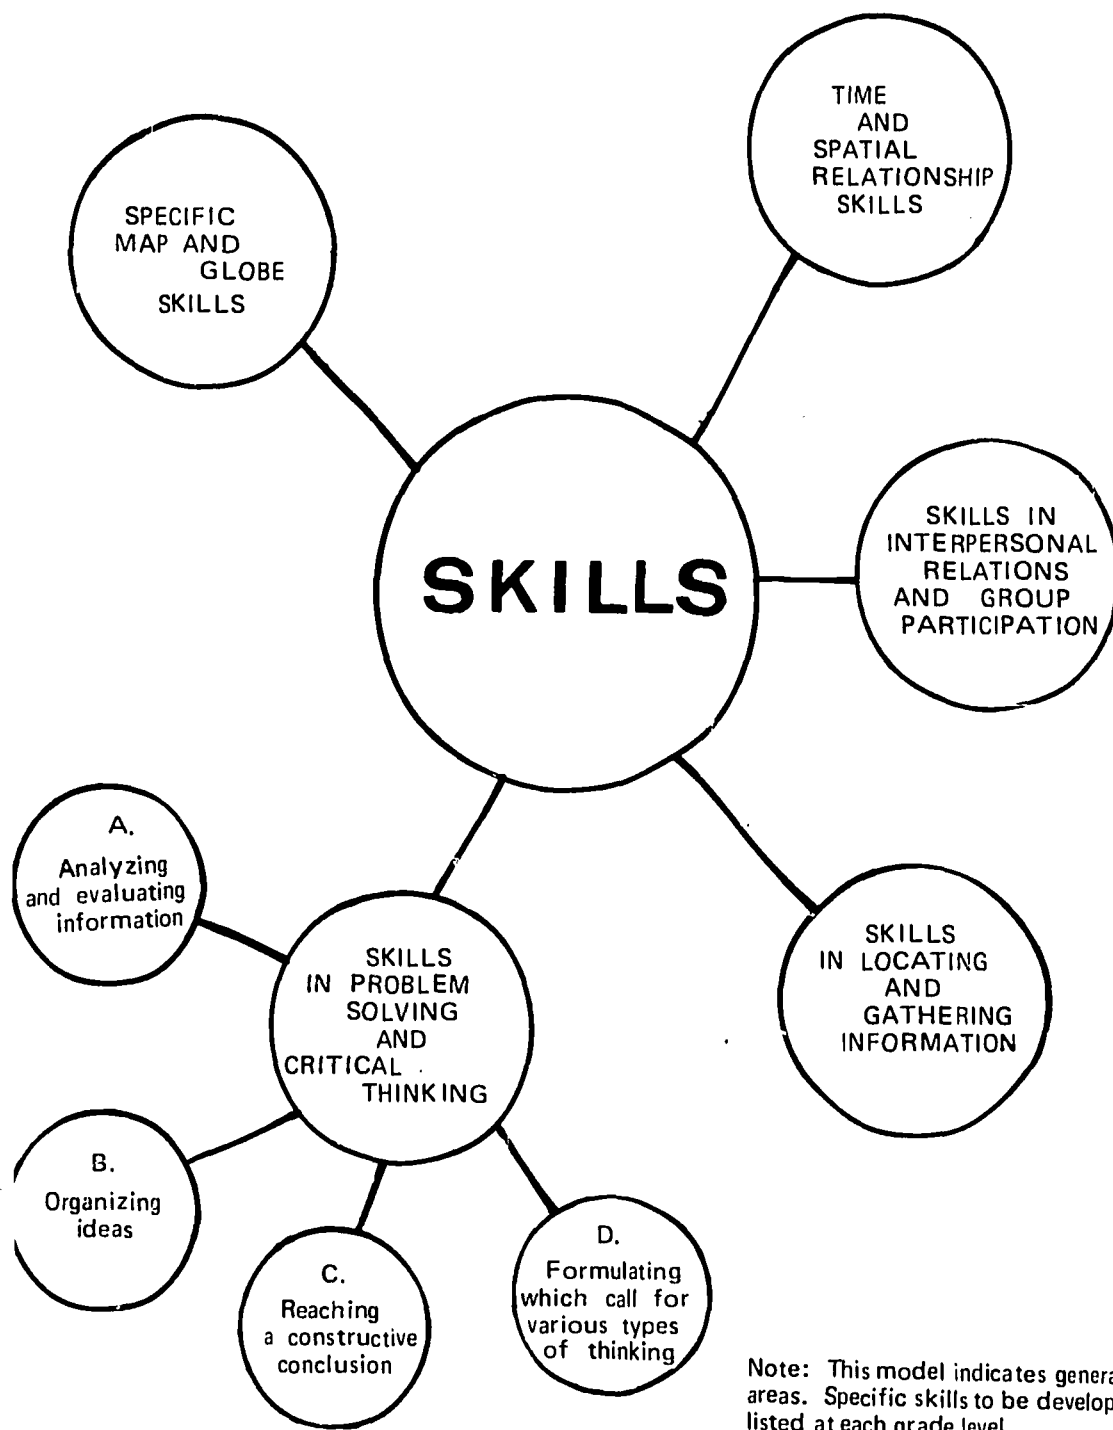 TIME
AND
SPATIAL
RELATIONSHIP
SKILLS
SPECIFIC
MAP AND
GLOBE
SKILLS
SKILLS
SKILLS IN
INTERPERSONAL
RELATIONS
AND GROUP
PARTICIPATION
A.
Analyzing
and evaluating
information
SKILLS
IN PROBLEM
SOLVING
AND
CRITICAL
THINKING
SKILLS
IN LOCATING
AND
GATHERING
INFORMATION
B.
Organizing
ideas
C.
Reaching
a constructive
conclusion
D.
Formulating
which call for
various types
of thinking
Note: This model indicates genera
areas. Specific skills to be develop
listed at each grade level